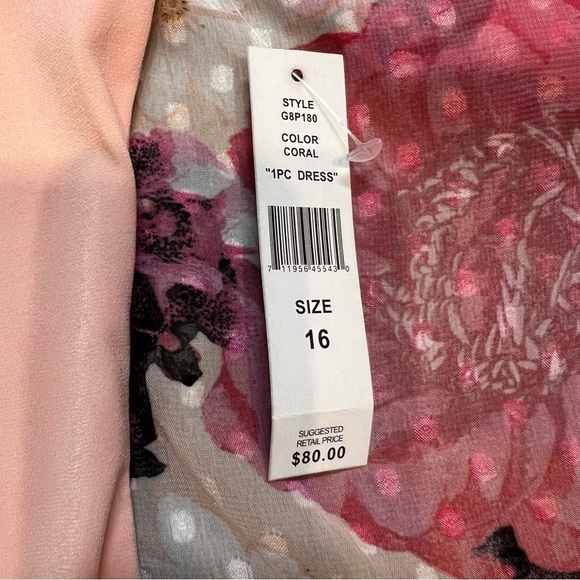 STYLE
G8P180
COLOR
CORAL
"1PC DRESS"
7 11956 45543 0
SIZE
16
SUGGESTED
RETAIL PRICE
$80.00